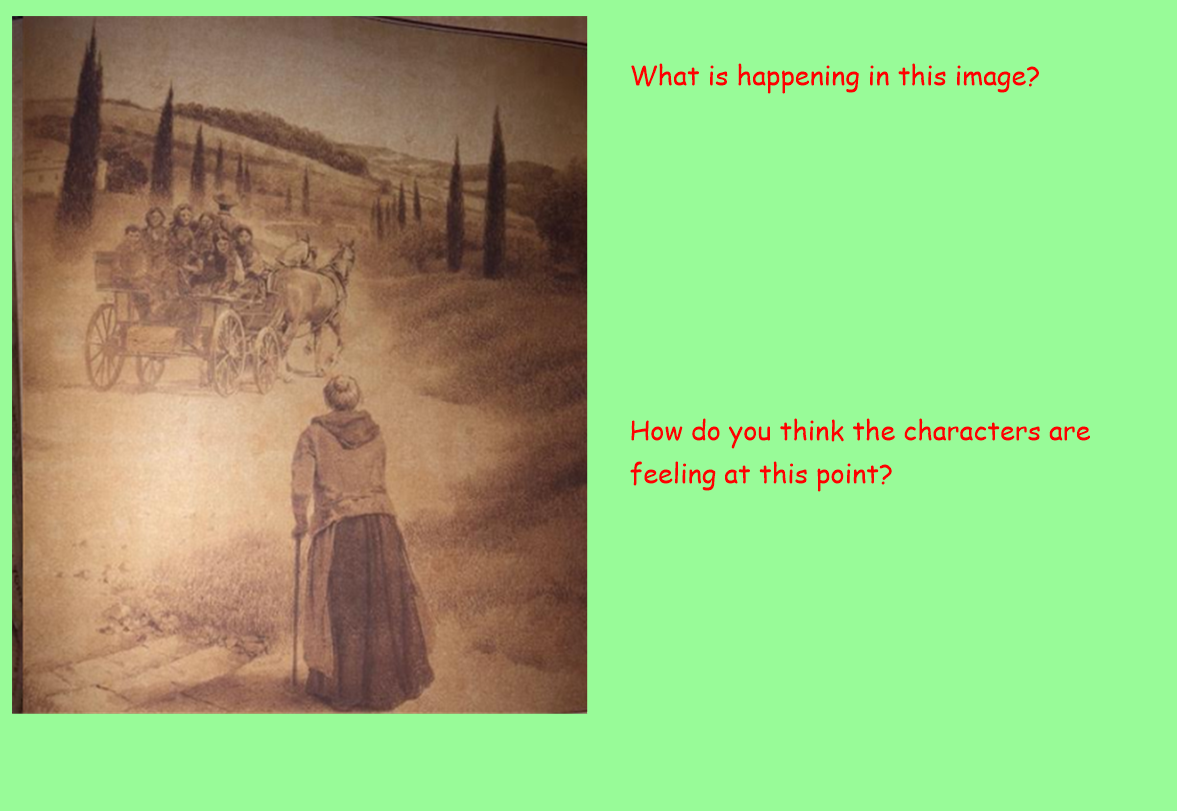 What is happening in this image?
How do you think the characters are
feeling at this point?